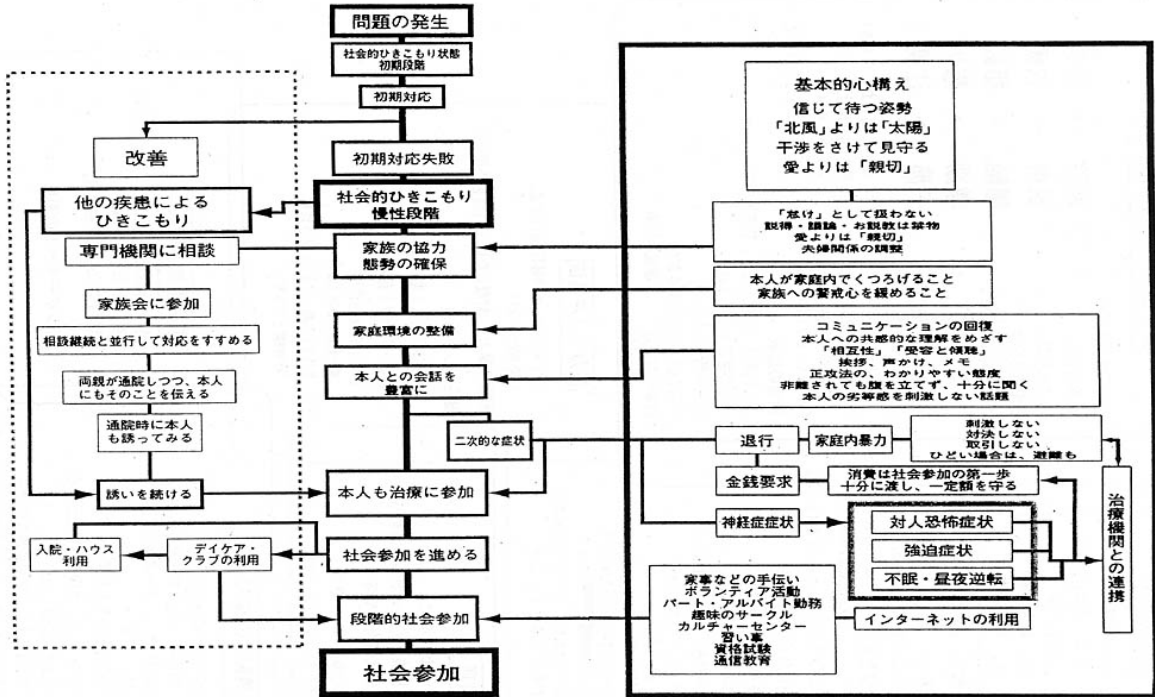 問題の発生
社会的ひきこもり状態
初期段階
初期対応
改善
初期対応失敗
他の疾患による
ひきこもり
社会的ひきこもり
慢性段階
専門機関に相談
家族の協力
態勢の確保
家族会に参加
家庭環境の整備
相談継続と並行して対応をすすめる
両親が通院しつつ、本人
にもそのことを伝える
本人との会話を
豊富に
通院時に本人
も誘ってみる
二次的な症状
誘いを続ける
本人も治療に参加
入院・ハウス
利用
デイケア・
クラブの利用
社会参加を進める
段階的社会参加
社会参加
基本的心構え
信じて待つ姿勢
「北風」よりは「太陽」
干渉をさけて見守る
愛よりは「親切」
「怠け」として扱わない
説得・議論・お説教は禁物
愛よりは「親切」
夫婦関係の調整
本人が家庭内でくつろげること
家族への警戒心を緩めること
コミュニケーションの回復
本人への共感的な理解をめざす
「相互性」「受容と傾聴」
挨拶、声かけ、メモ
正攻法の、わかりやすい態度
非難されても腹を立てず、十分に聞く
本人の劣等感を刺激しない話題
退行
家庭内暴力
刺激しない
対決しない
取引しない
ひどい場合は、避難も
金銭要求
消費は社会参加の第一歩
十分に渡し、一定額を守る
神経症症状
対人恐怖症状
強迫症状
不眠・昼夜逆転
治療機関との連携
家事などの手伝い
ボランティア活動
パート・アルバイト勤務
趣味のサークル
カルチャーセンター
習い事
資格試験
通信教育
インターネットの利用